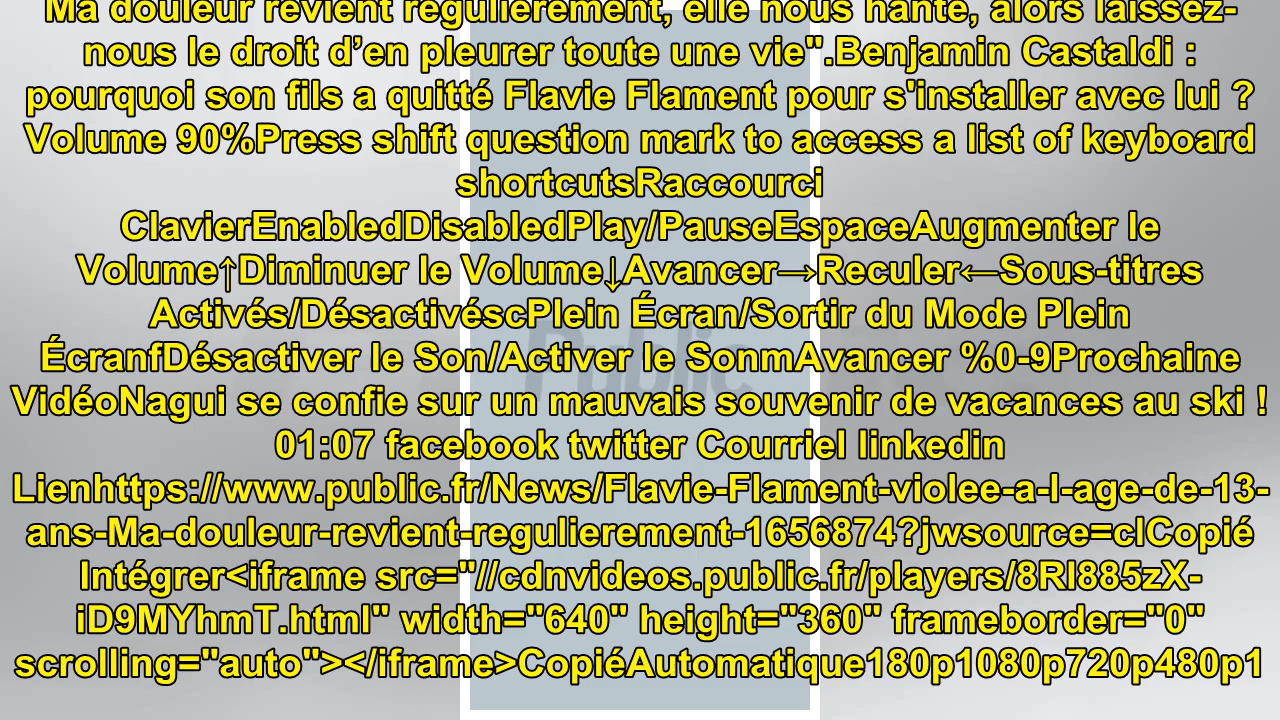 Ma douleur revient régulièrement, elle nous hante, alors laissez-
nous le droit d’en pleurer toute une vie".Benjamin Castaldi :
pourquoi son fils a quitté Flavie Flament pour s'installer avec lui ?
Volume 90%Press shift question mark to access a list of keyboard
shortcutsRaccourci
ClavierEnabledDisabledPlay/PauseEspaceAugmenter le
Volume↑Diminuer le Volume↓Avancer→Reculer←Sous-titres
Activés/DésactivéscPlein Écran/Sortir du Mode Plein
ÉcranfDésactiver le Son/Activer le SonmAvancer %0-9Prochaine
VidéoNagui se confie sur un mauvais souvenir de vacances au ski !
01:07 facebook twitter Courriel linkedin
Lienhttps://www.public.fr/News/Flavie-Flament-violee-a-l-age-de-13-
ans-Ma-douleur-revient-regulierement-1656874?jwsource=clCopié
Intégrer<iframe src="//cdnvideos.public.fr/players/8RI885zX-
iD9MYhmT.html" width="640" height="360" frameborder="0"
scrolling="auto"></iframe>CopiéAutomatique180p1080p720p480p1
Public